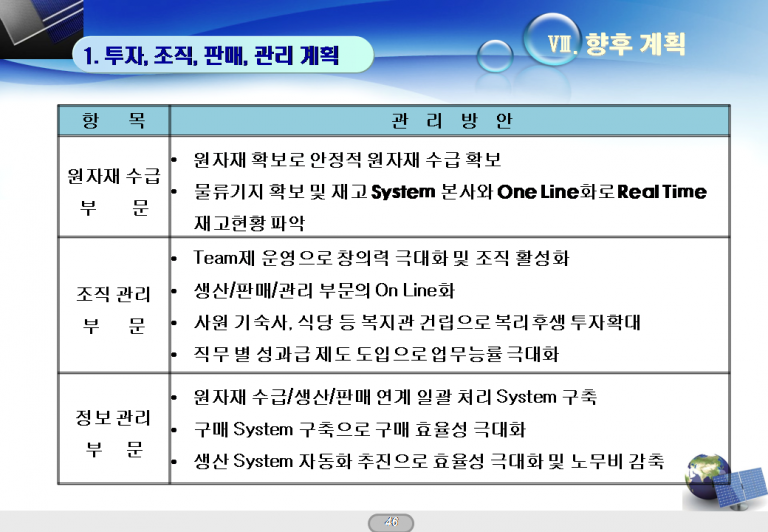 Ⅷ. 향후 계획
1. 투자, 조직, 판매, 관리 계획
항 목
관 리 방 안
원자재 수급
부 문
• 원자재 확보로 안정적 원자재 수급 확보
• 물류기지 확보 및 재고 System 본사와 One Line화로 Real Time
재고현황 파악
조직 관리
부 문
• Team제 운영으로 창의력 극대화 및 조직 활성화
• 생산/판매/관리 부문의 On Line화
• 사원 기숙사, 식당 등 복지관 건립으로 복리후생 투자확대
• 직무 별 성과급 제도 도입으로 업무능률 극대화
정보 관리
부 문
• 원자재 수급/생산/판매 연계 일괄 처리 System 구축
• 구매 System 구축으로 구매 효율성 극대화
• 생산 System 자동화 추진으로 효율성 극대화 및 노무비 감축
46